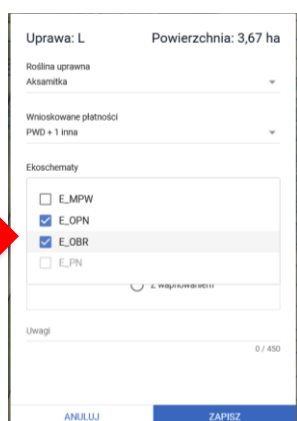 Uprawa: L Powierzchnia: 3,67 ha
Roślina uprawna
Aksamitka
Wnioskowane płatności
PWD + 1 inna
Ekoschematy
E_MPW
E_OPN
E_OBR
E_PN
z wapnowaniem
Uwagi
0 / 450
ANULUJ ZAPISZ